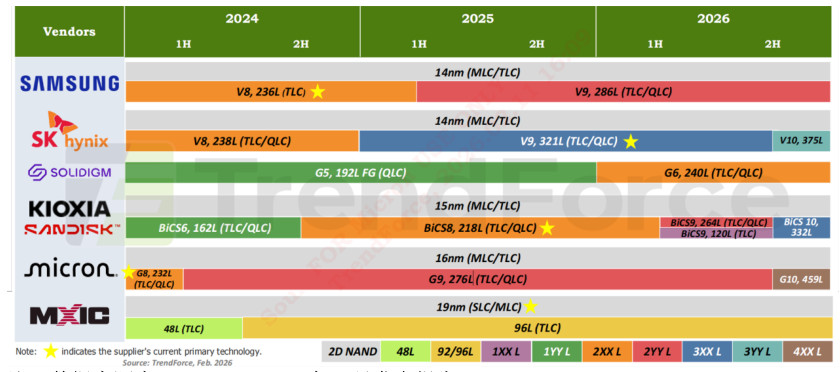 Vendors
2024
2025
2026
1H
2H
1H
2H
1H
2H
SAMSUNG
14nm (MLC/TLC)
V8, 236L (TLC)
V9, 286L (TLC/QLC)
SK hynix
14nm (MLC/TLC)
V8, 238L (TLC/QLC)
V9, 321L (TLC/QLC)
V10, 375L
SOLIDIGM
G5, 192L FG (QLC)
G6, 240L (TLC/QLC)
KIOXIA
SANDISK™
15nm (MLC/TLC)
BiCS6, 162L (TLC/QLC)
BiCS8, 218L (TLC/QLC)
BiCS9, 264L (TLC/QLC)
BiCS9, 120L (TLC)
BiCS 10,
332L
micron
16nm (MLC/TLC)
G8, 232L
(TLC/QLC)
G9, 276L (TLC/QLC)
G10, 459L
MXIC
19nm (SLC/MLC)
48L (TLC)
96L (TLC)
TrendForce
Note: indicates the supplier's current primary technology.
2D NAND
48L
92/96L
1XX L
1YY L
2XX L
2YY L
3XX L
3YY L
4XX L
Source: TrendForce, Feb. 2026